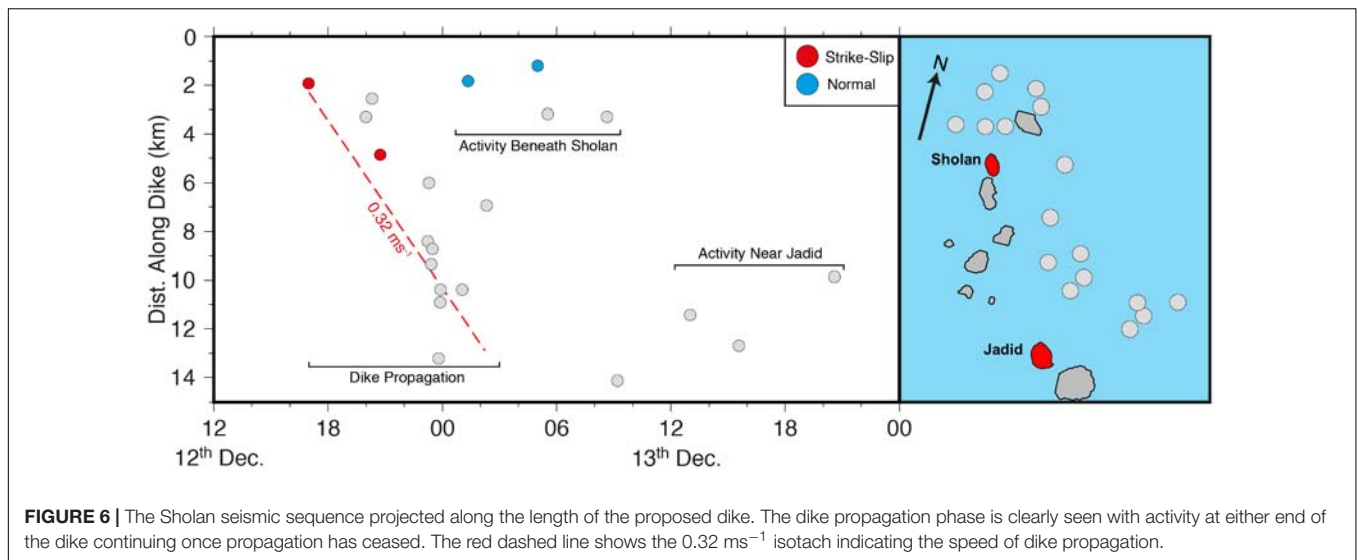 0
2
4
6
8
10
12
14
Dist. Along Dike (km)
Strike-Slip
Normal
Activity Beneath Sholan
0.32 ms⁻¹
Activity Near Jadid
Dike Propagation
12 18 00 06 12 18 00
12th Dec. 13th Dec.
N
Sholan
Jadid
FIGURE 6 | The Sholan seismic sequence projected along the length of the proposed dike. The dike propagation phase is clearly seen with activity at either end of
the dike continuing once propagation has ceased. The red dashed line shows the 0.32 ms⁻¹ isotach indicating the speed of dike propagation.